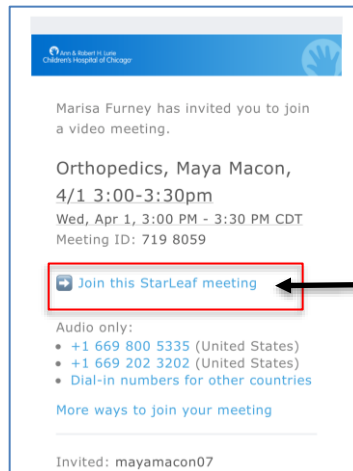 Ann & Robert H. Lurie
Children's Hospital of Chicago®
Marisa Furney has invited you to join
a video meeting.
Orthopedics, Maya Macon,
4/1 3:00-3:30pm
Wed, Apr 1, 3:00 PM - 3:30 PM CDT
Meeting ID: 719 8059
Join this StarLeaf meeting
Audio only:
• +1 669 800 5335 (United States)
• +1 669 202 3202 (United States)
• Dial-in numbers for other countries
More ways to join your meeting
Invited: mayamacon07